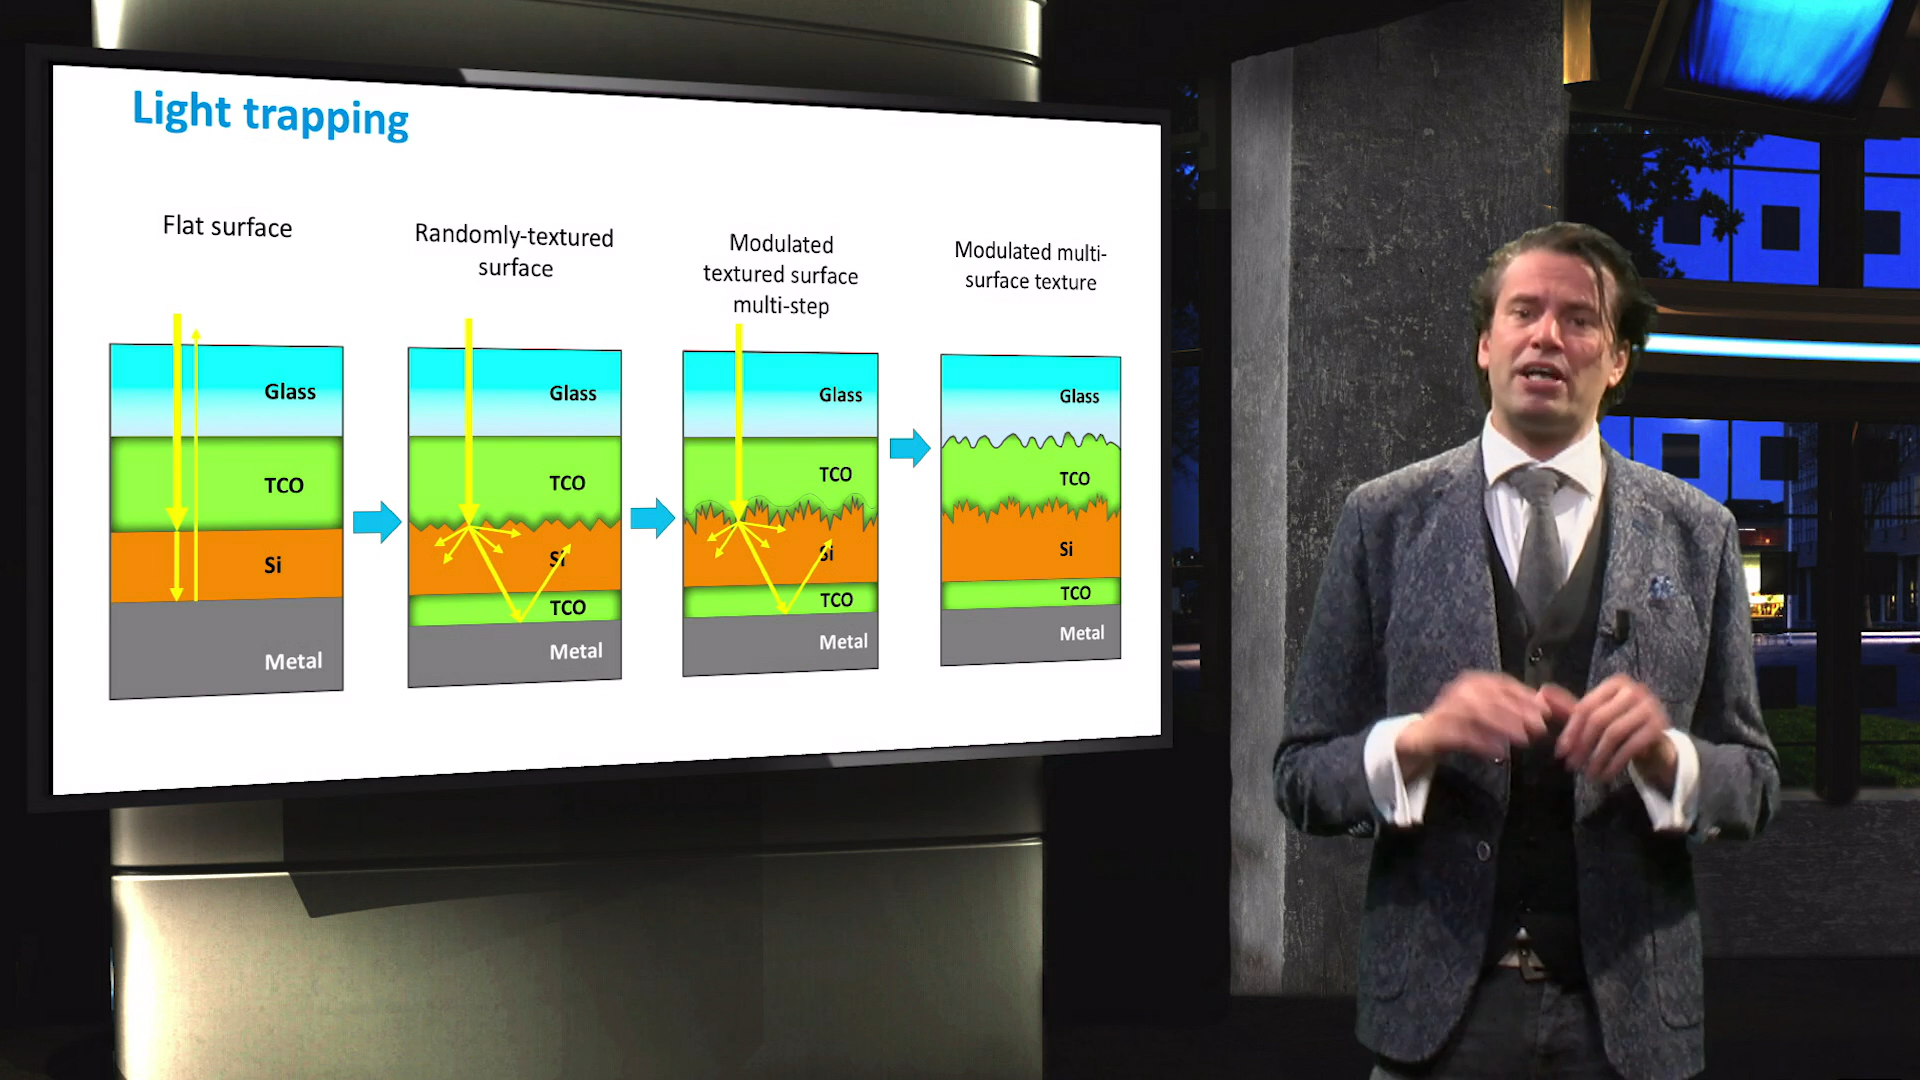 Light trapping
Flat surface
Randomly-textured
surface
Modulated
textured surface
multi-step
Modulated multi-
surface texture
Glass
TCO
Si
Metal
Glass
TCO
Si
TCO
Metal
Glass
TCO
Si
TCO
Metal
Glass
TCO
Si
TCO
Metal